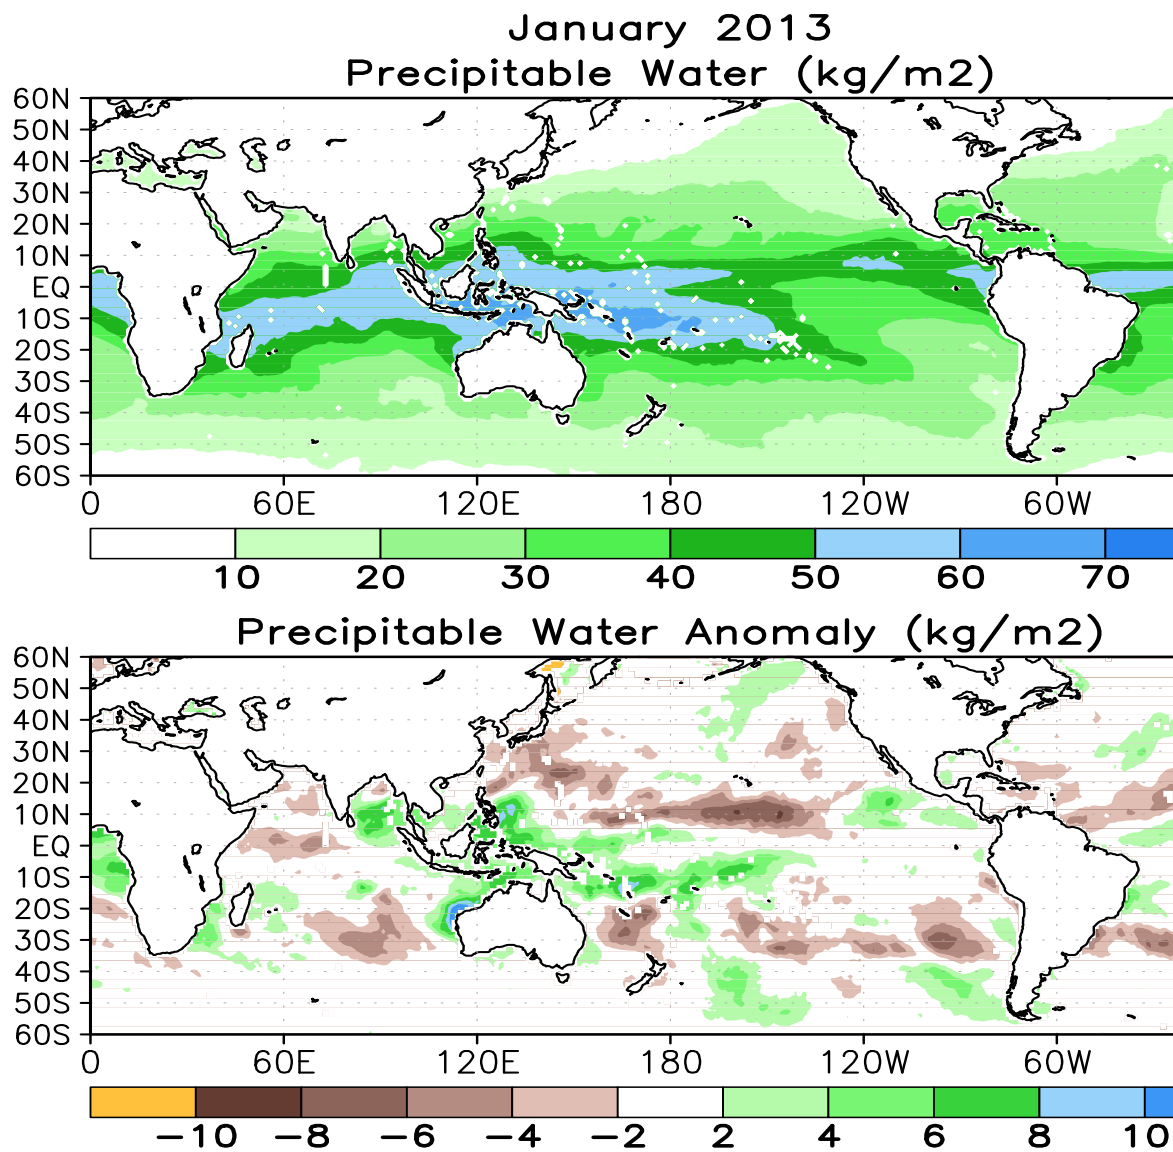 January 2013
Precipitable Water (kg/m2)
60N
50N
40N
30N
20N
10N
EQ
10S
20S
30S
40S
50S
60S
0 60E 120E 180 120W 60W
10 20 30 40 50 60 70
Precipitable Water Anomaly (kg/m2)
60N
50N
40N
30N
20N
10N
EQ
10S
20S
30S
40S
50S
60S
0 60E 120E 180 120W 60W
−10 −8 −6 −4 −2 2 4 6 8 10